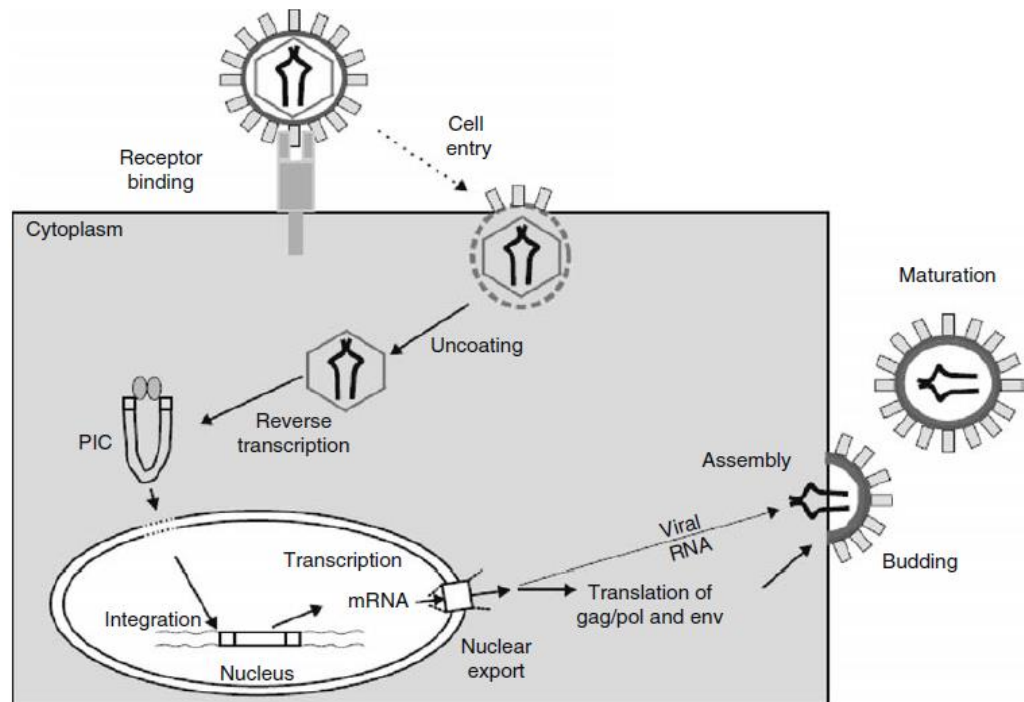 Receptor
binding
Cell
entry
Cytoplasm
Uncoating
Reverse
transcription
PIC
Integration
Transcription
mRNA
Nucleus
Nuclear
export
Viral
RNA
Translation of
gag/pol and env
Assembly
Budding
Maturation